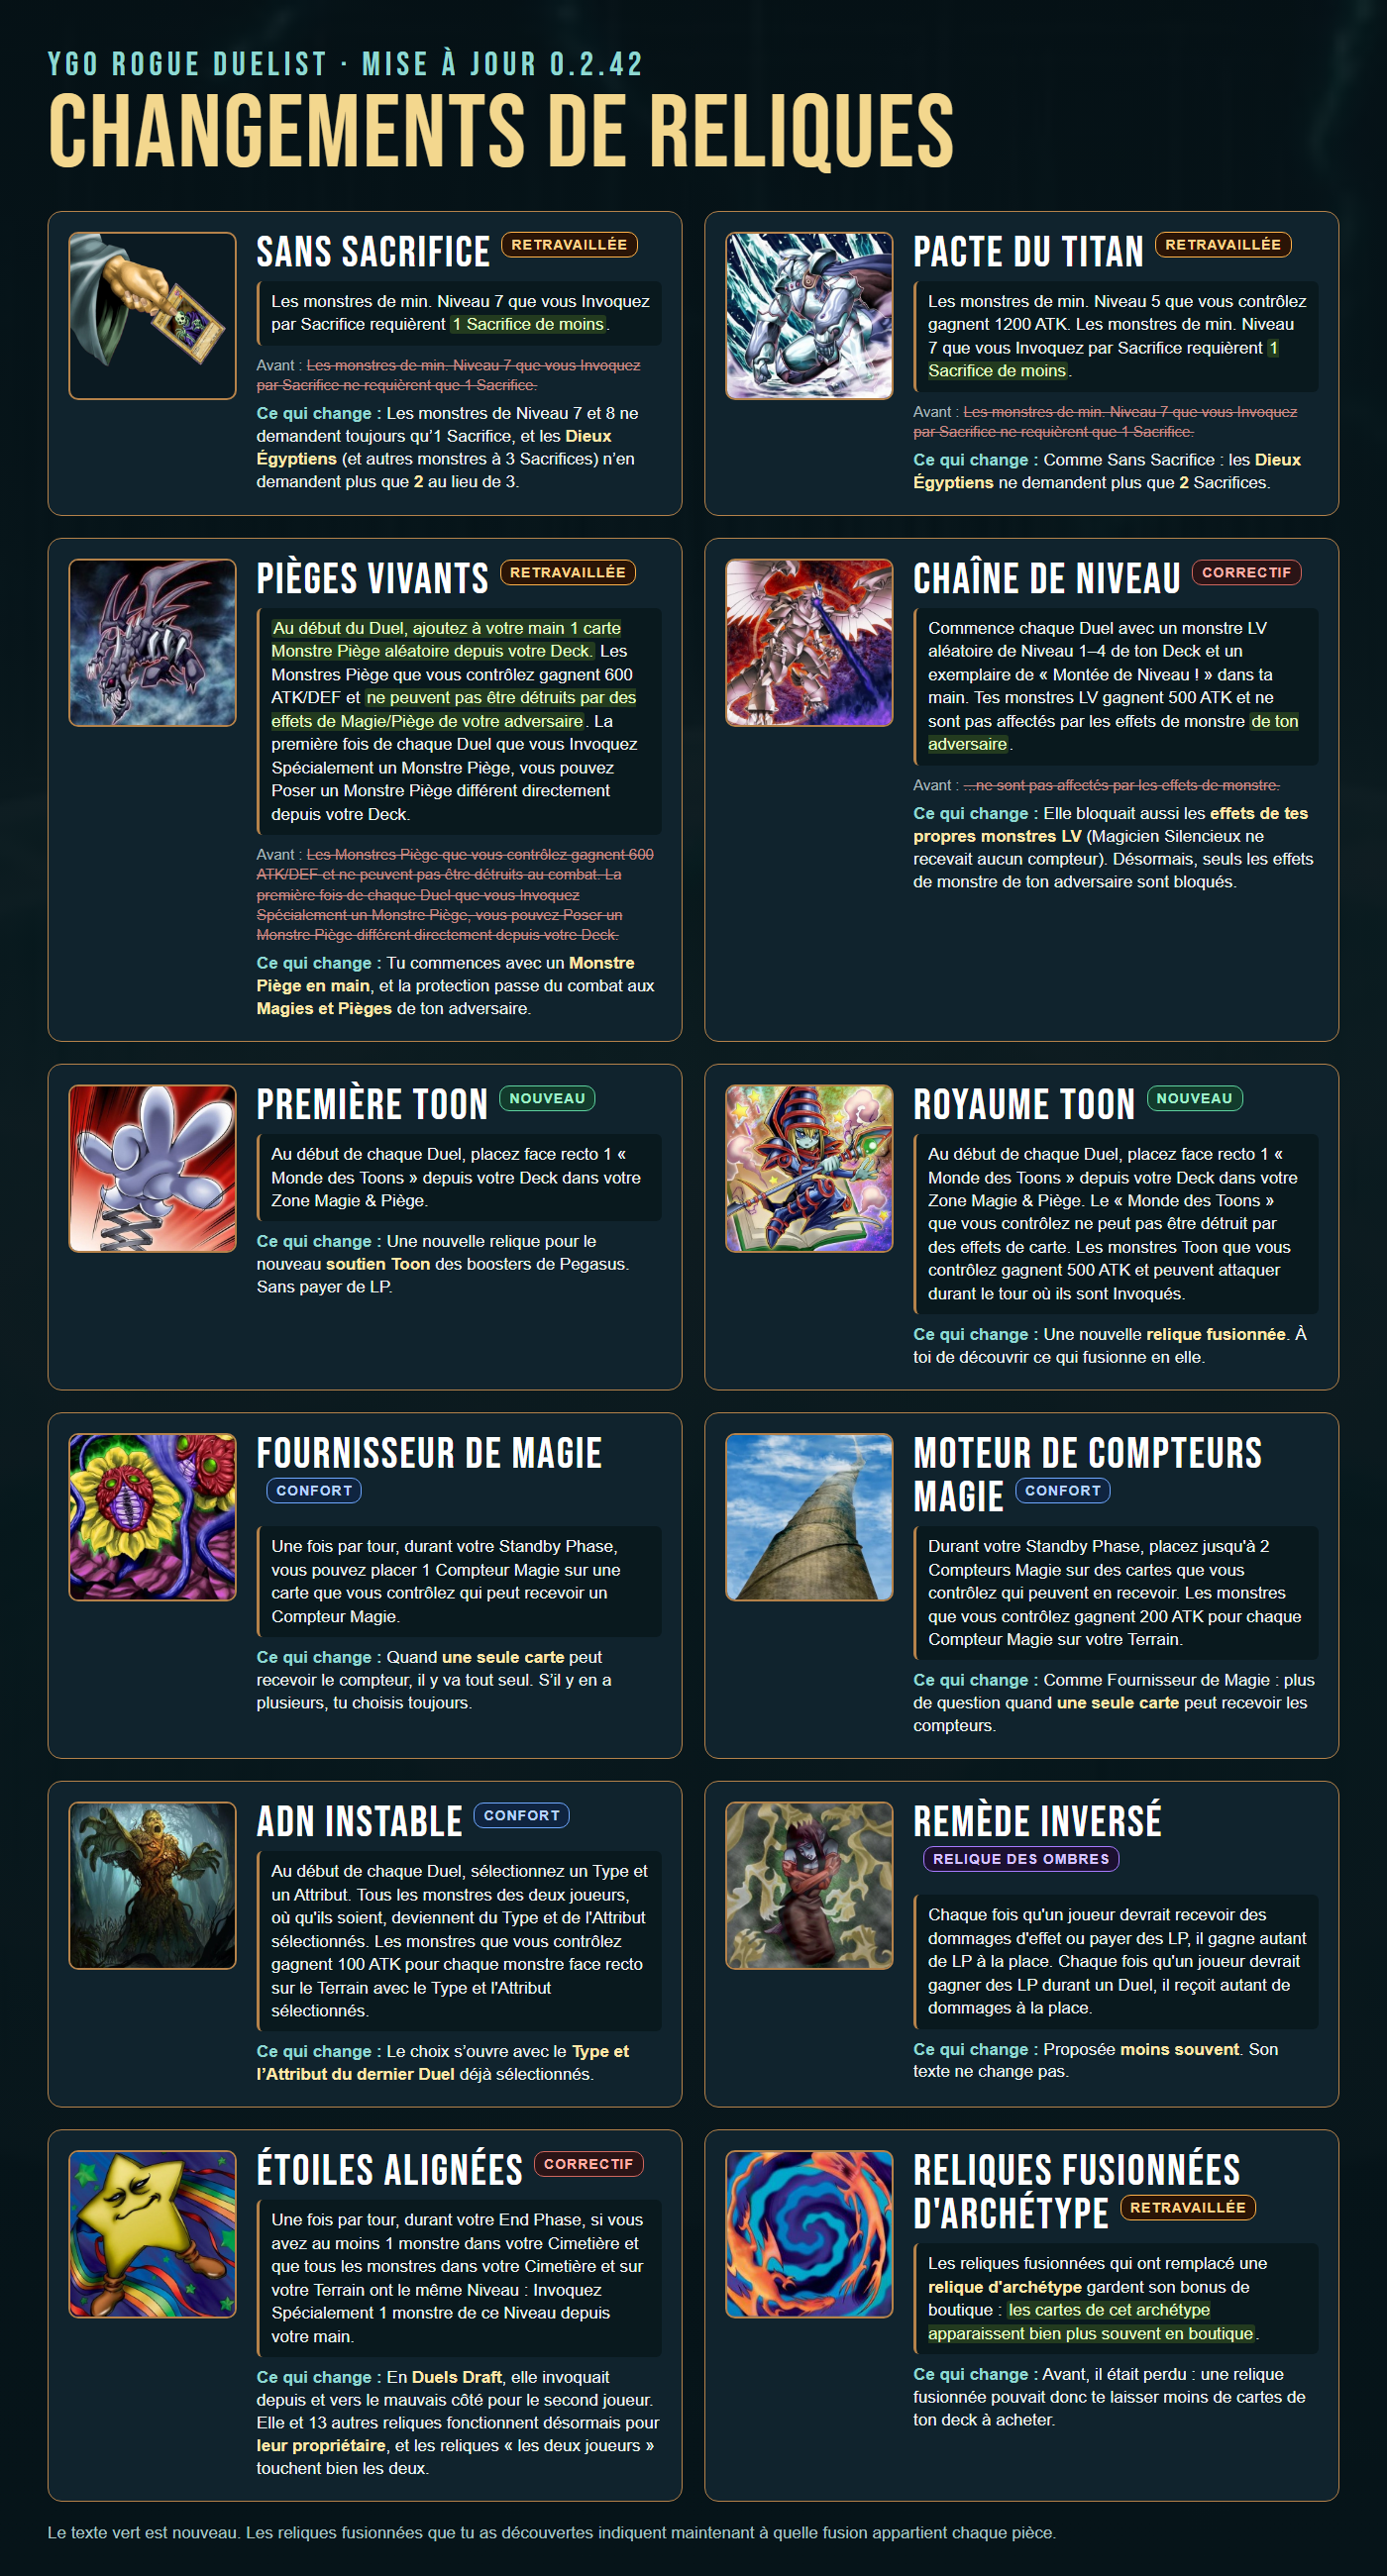 YGO ROGUE DUELIST · MISE À JOUR 0.2.42
CHANGEMENTS DE RELIQUES
SANS SACRIFICE RETRAVAILLÉE
Les monstres de min. Niveau 7 que vous Invoquez
par Sacrifice requièrent 1 Sacrifice de moins.
Avant : Les monstres de min. Niveau 7 que vous Invoquez
par Sacrifice ne requièrent que 1 Sacrifice.
Ce qui change : Les monstres de Niveau 7 et 8 ne
demandent toujours qu’1 Sacrifice, et les Dieux
Égyptiens (et autres monstres à 3 Sacrifices) n’en
demandent plus que 2 au lieu de 3.
PACTE DU TITAN RETRAVAILLÉE
Les monstres de min. Niveau 5 que vous contrôlez
gagnent 1200 ATK. Les monstres de min. Niveau
7 que vous Invoquez par Sacrifice requièrent 1
Sacrifice de moins.
Avant : Les monstres de min. Niveau 7 que vous Invoquez
par Sacrifice ne requièrent que 1 Sacrifice.
Ce qui change : Comme Sans Sacrifice : les Dieux
Égyptiens ne demandent plus que 2 Sacrifices.
PIÈGES VIVANTS RETRAVAILLÉE
Au début du Duel, ajoutez à votre main 1 carte
Monstre Piège aléatoire depuis votre Deck. Les
Monstres Piège que vous contrôlez gagnent 600
ATK/DEF et ne peuvent pas être détruits par des
effets de Magie/Piège de votre adversaire. La
première fois de chaque Duel que vous Invoquez
Spécialement un Monstre Piège, vous pouvez
Poser un Monstre Piège différent directement
depuis votre Deck.
Avant : Les Monstres Piège que vous contrôlez gagnent 600
ATK/DEF et ne peuvent pas être détruits au combat. La
première fois de chaque Duel que vous Invoquez
Spécialement un Monstre Piège, vous pouvez Poser un
Monstre Piège différent directement depuis votre Deck.
Ce qui change : Tu commences avec un Monstre
Piège en main, et la protection passe du combat aux
Magies et Pièges de ton adversaire.
CHAÎNE DE NIVEAU CORRECTIF
Commence chaque Duel avec un monstre LV
aléatoire de Niveau 1–4 de ton Deck et un
exemplaire de « Montée de Niveau ! » dans ta
main. Tes monstres LV gagnent 500 ATK et ne
sont pas affectés par les effets de monstre de ton
adversaire.
Avant : ...ne sont pas affectés par les effets de monstre.
Ce qui change : Elle bloquait aussi les effets de tes
propres monstres LV (Magicien Silencieux ne
recevait aucun compteur). Désormais, seuls les effets
de monstre de ton adversaire sont bloqués.
PREMIÈRE TOON NOUVEAU
Au début de chaque Duel, placez face recto 1 «
Monde des Toons » depuis votre Deck dans votre
Zone Magie & Piège.
Ce qui change : Une nouvelle relique pour le
nouveau soutien Toon des boosters de Pegasus.
Sans payer de LP.
ROYAUME TOON NOUVEAU
Au début de chaque Duel, placez face recto 1 «
Monde des Toons » depuis votre Deck dans votre
Zone Magie & Piège. Le « Monde des Toons »
que vous contrôlez ne peut pas être détruit par
des effets de carte. Les monstres Toon que vous
contrôlez gagnent 500 ATK et peuvent attaquer
durant le tour où ils sont Invoqués.
Ce qui change : Une nouvelle relique fusionnée. À
toi de découvrir ce qui fusionne en elle.
FOURNISSEUR DE MAGIE
CONFORT
Une fois par tour, durant votre Standby Phase,
vous pouvez placer 1 Compteur Magie sur une
carte que vous contrôlez qui peut recevoir un
Compteur Magie.
Ce qui change : Quand une seule carte peut
recevoir le compteur, il y va tout seul. S’il y en a
plusieurs, tu choisis toujours.
MOTEUR DE COMPTEURS
MAGIE CONFORT
Durant votre Standby Phase, placez jusqu'à 2
Compteurs Magie sur des cartes que vous
contrôlez qui peuvent en recevoir. Les monstres
que vous contrôlez gagnent 200 ATK pour chaque
Compteur Magie sur votre Terrain.
Ce qui change : Comme Fournisseur de Magie : plus
de question quand une seule carte peut recevoir les
compteurs.
ADN INSTABLE CONFORT
Au début de chaque Duel, sélectionnez un Type et
un Attribut. Tous les monstres des deux joueurs,
où qu'ils soient, deviennent du Type et de l'Attribut
sélectionnés. Les monstres que vous contrôlez
gagnent 100 ATK pour chaque monstre face recto
sur le Terrain avec le Type et l'Attribut
sélectionnés.
Ce qui change : Le choix s’ouvre avec le Type et
l’Attribut du dernier Duel déjà sélectionnés.
REMÈDE INVERSÉ
RELIQUE DES OMBRES
Chaque fois qu'un joueur devrait recevoir des
dommages d'effet ou payer des LP, il gagne autant
de LP à la place. Chaque fois qu'un joueur devrait
gagner des LP durant un Duel, il reçoit autant de
dommages à la place.
Ce qui change : Proposée moins souvent. Son
texte ne change pas.
ÉTOILES ALIGNÉES CORRECTIF
Une fois par tour, durant votre End Phase, si vous
avez au moins 1 monstre dans votre Cimetière et
que tous les monstres dans votre Cimetière et sur
votre Terrain ont le même Niveau : Invoquez
Spécialement 1 monstre de ce Niveau depuis
votre main.
Ce qui change : En Duels Draft, elle invoquait
depuis et vers le mauvais côté pour le second joueur.
Elle et 13 autres reliques fonctionnent désormais pour
leur propriétaire, et les reliques « les deux joueurs »
touchent bien les deux.
RELIQUES FUSIONNÉES
D'ARCHÉTYPE RETRAVAILLÉE
Les reliques fusionnées qui ont remplacé une
relique d'archétype gardent son bonus de
boutique : les cartes de cet archétype
apparaissent bien plus souvent en boutique.
Ce qui change : Avant, il était perdu : une relique
fusionnée pouvait donc te laisser moins de cartes de
ton deck à acheter.
Le texte vert est nouveau. Les reliques fusionnées que tu as découvertes indiquent maintenant à quelle fusion appartient chaque pièce.